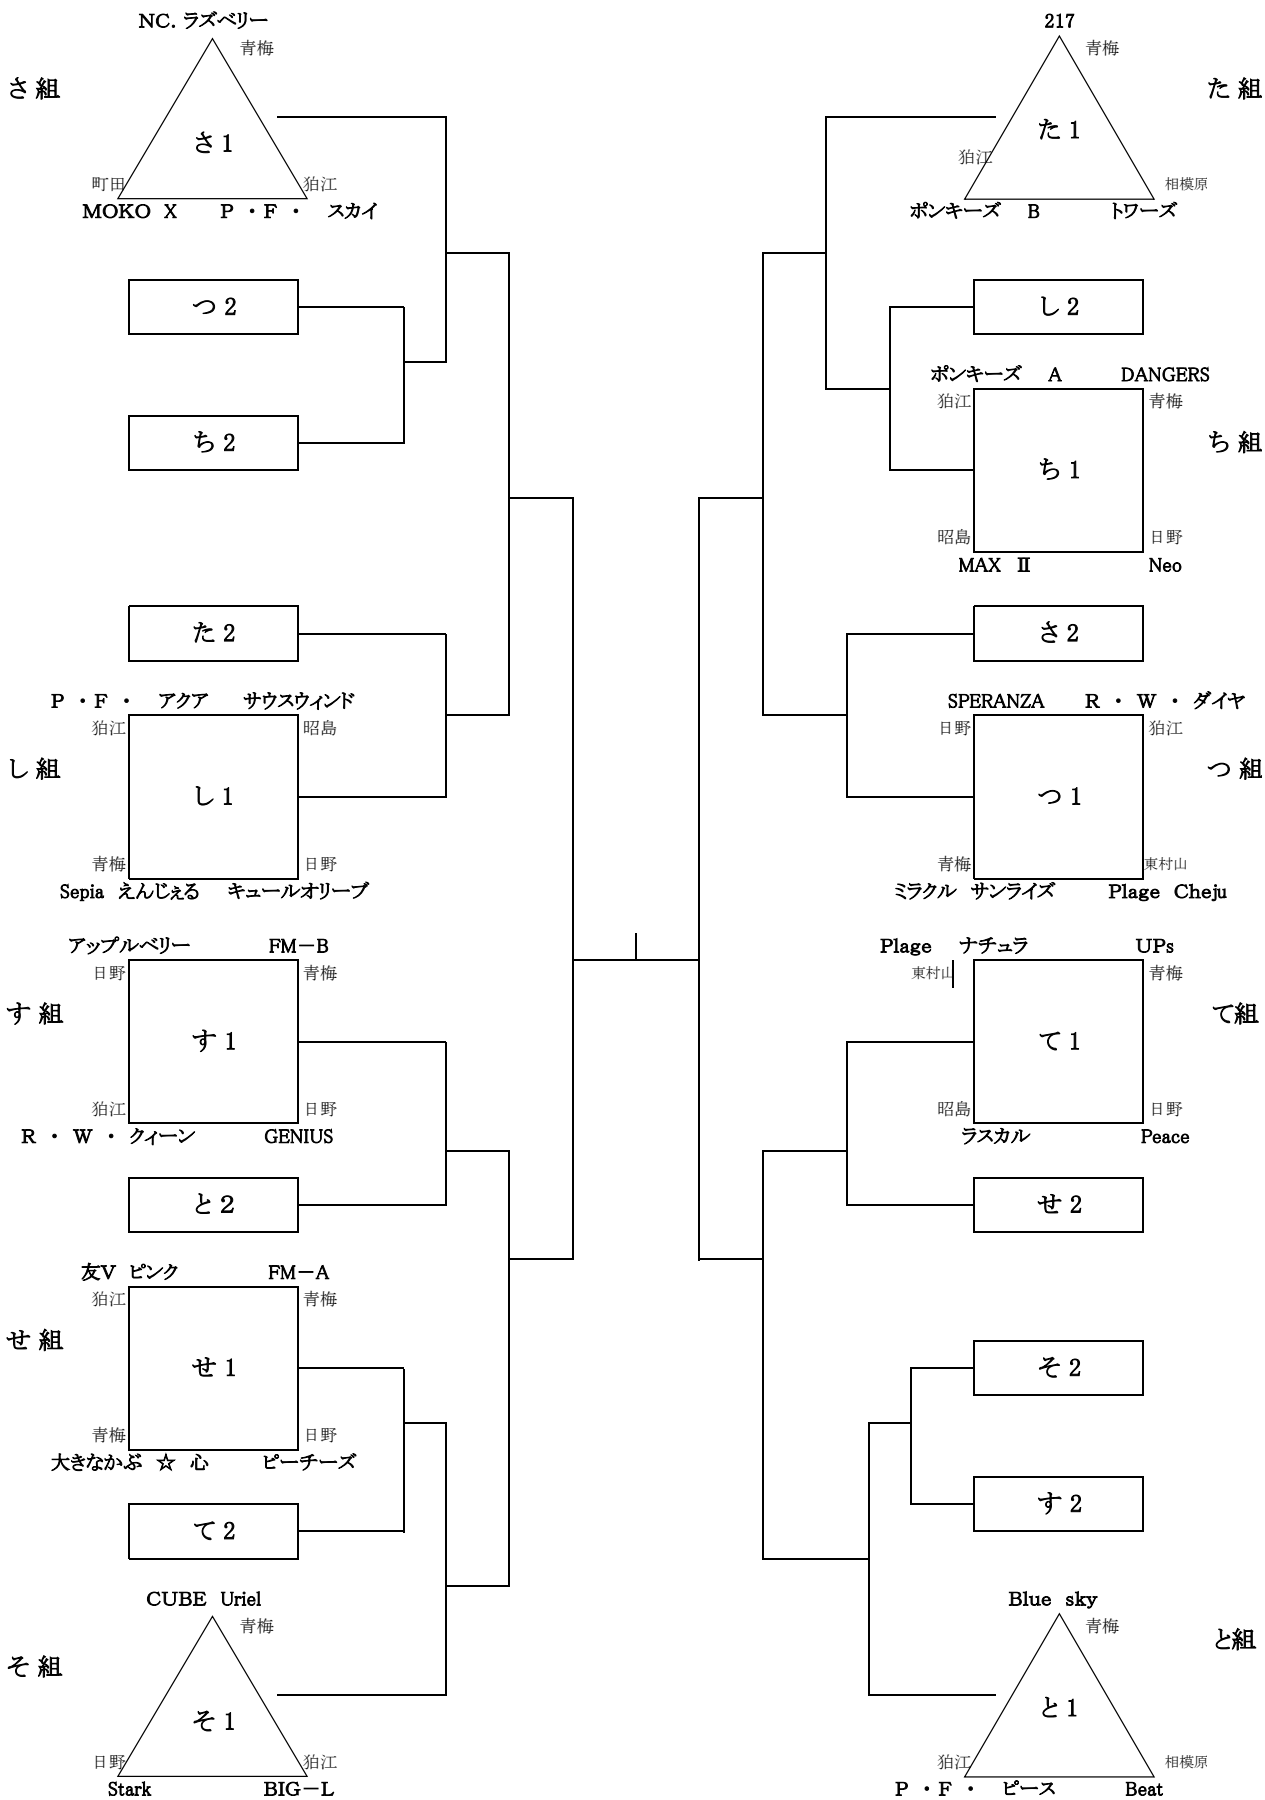 NC. ラズベリー
青梅
さ 組
さ 1
町田
狛江
MOKO X
P ・F ・ スカイ
つ 2
ち 2
た 2
P ・F ・ アクア
サウスウィンド
狛江
昭島
し 組
し 1
青梅
日野
Sepia えんじぇる
キュールオリーブ
アップルベリー
FM－B
日野
青梅
す 組
す 1
狛江
日野
R ・ W ・ クィーン
GENIUS
と 2
友V ピンク
FM－A
狛江
青梅
せ 組
せ 1
青梅
日野
大きなかぶ ☆ 心
ピーチーズ
て 2
CUBE Uriel
青梅
そ 組
そ 1
日野
狛江
Stark
BIG－L
217
青梅
た 組
た 1
狛江
相模原
ポンキーズ B
トワーズ
し 2
ポンキーズ A
DANGERS
狛江
青梅
ち 組
ち 1
昭島
日野
MAX Ⅱ
Neo
さ 2
SPERANZA
R ・ W ・ ダイヤ
日野
狛江
つ 組
つ 1
青梅
東村山
ミラクル サンライズ
Plage Cheju
Plage ナチュラ
UPs
東村山
青梅
て組
て 1
昭島
日野
ラスカル
Peace
せ 2
そ 2
す 2
Blue sky
青梅
と組
と 1
狛江
相模原
P ・F ・ ピース
Beat